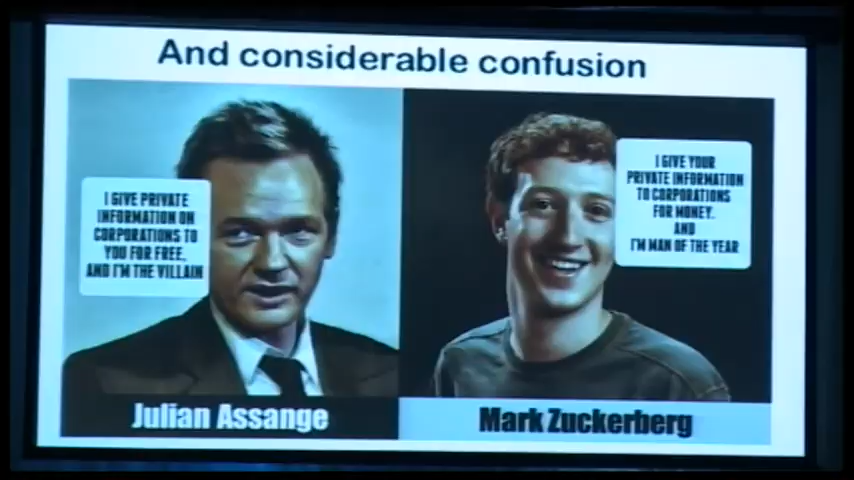 And considerable confusion
I GIVE PRIVATE
INFORMATION ON
CORPORATIONS TO
YOU FOR FREE,
AND I'M THE VILLAIN
I GIVE YOUR
PRIVATE INFORMATION
TO CORPORATIONS
FOR MONEY.
AND
I'M MAN OF THE YEAR
Julian Assange
Mark Zuckerberg